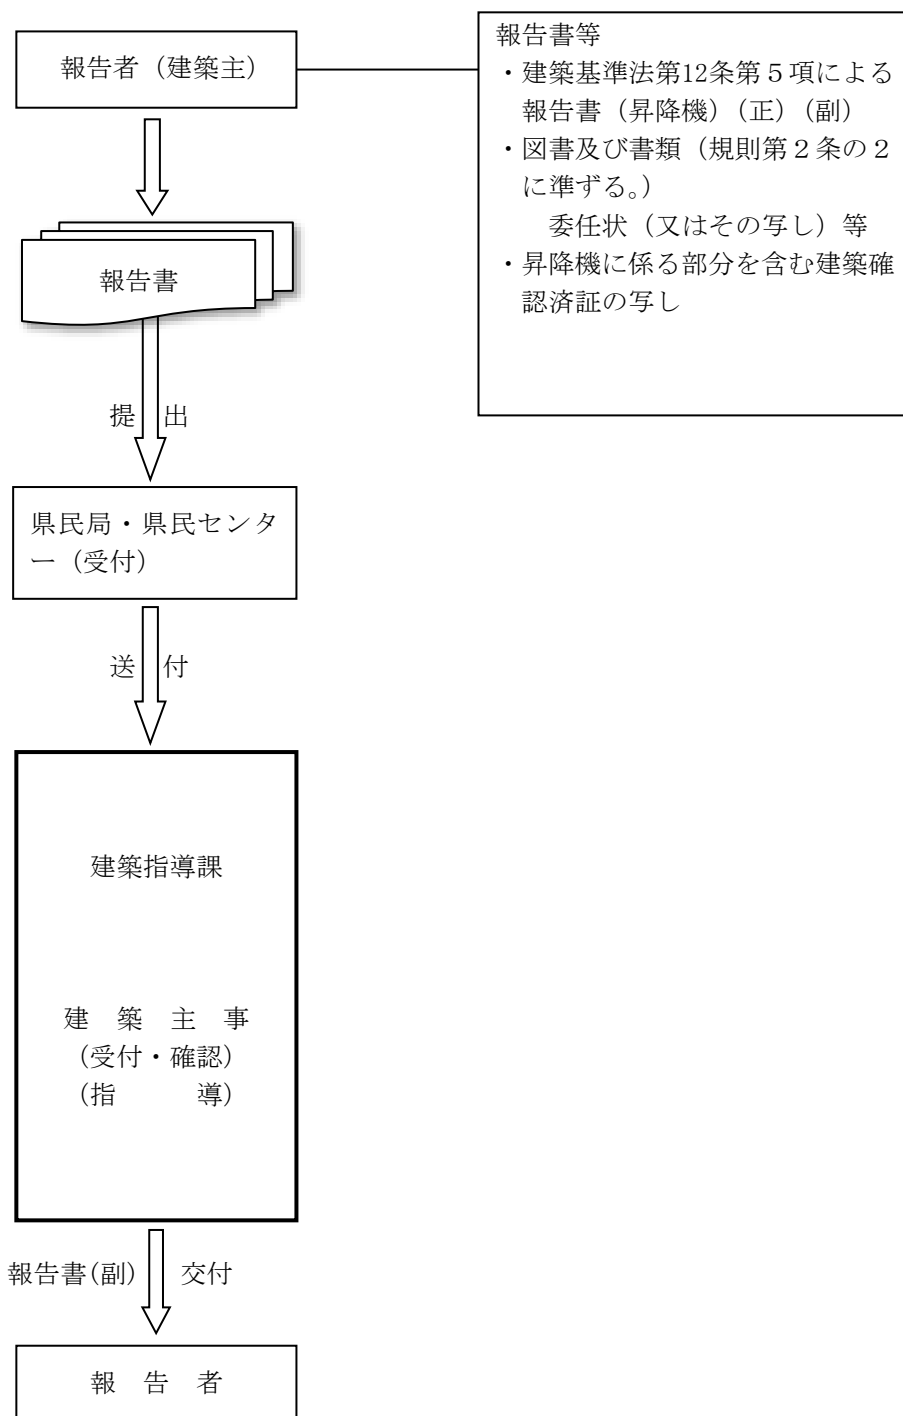 報告者（建築主）
報告書等
・建築基準法第12条第５項による
報告書（昇降機）（正）（副）
・図書及び書類（規則第２条の２
に準ずる。）
委任状（又はその写し）等
・昇降機に係る部分を含む建築確
認済証の写し
報告書
提 出
県民局・県民センタ
ー（受付）
送 付
建築指導課
建　築　主　事
（受付・確認）
（指　　　導）
報告書(副) 交付
報　告　者